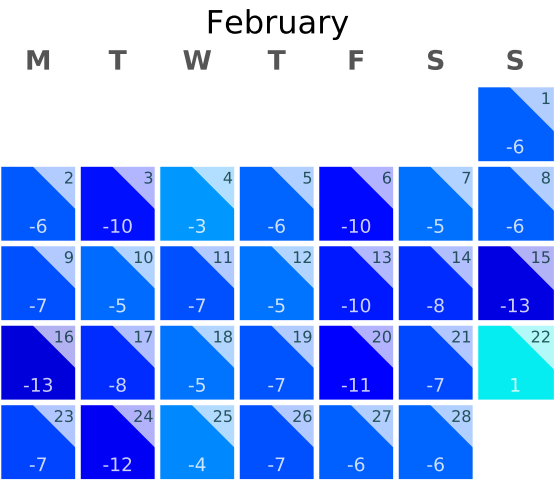 February
M T W T F S S
1
-6
2 3 4 5 6 7 8
-6 -10 -3 -6 -10 -5 -6
9 10 11 12 13 14 15
-7 -5 -7 -5 -10 -8 -13
16 17 18 19 20 21 22
-13 -8 -5 -7 -11 -7 1
23 24 25 26 27 28
-7 -12 -4 -7 -6 -6